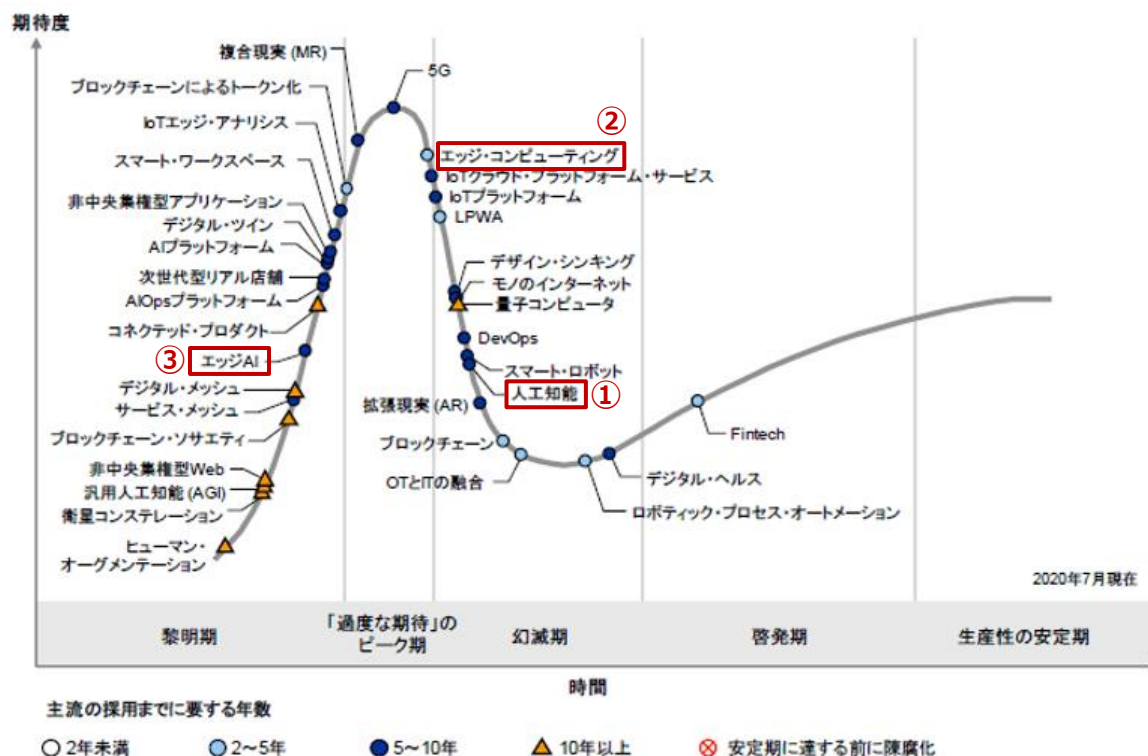 期待度
複合現実 (MR)
5G
ブロックチェーンによるトークン化
②
IoTエッジ・アナリシス
エッジ・コンピューティング
スマート・ワークスペース
IoTクラウド・プラットフォーム・サービス
非中央集権型アプリケーション
IoTプラットフォーム
デジタル・ツイン
LPWA
AIプラットフォーム
デザイン・シンキング
次世代型リアル店舗
モノのインターネット
AIOpsプラットフォーム
量子コンピュータ
コネクテッド・プロダクト
DevOps
③ エッジAI
スマート・ロボット
デジタル・メッシュ
人工知能 ①
サービス・メッシュ
拡張現実 (AR)
ブロックチェーン・ソサエティ
ブロックチェーン
Fintech
非中央集権型Web
OTとITの融合
デジタル・ヘルス
汎用人工知能 (AGI)
衛星コンステレーション
ロボティック・プロセス・オートメーション
ヒューマン・
オーグメンテーション
2020年7月現在
黎明期
「過度な期待」の
ピーク期
幻滅期
啓発期
生産性の安定期
時間
主流の採用までに要する年数
2年未満 2～5年 5～10年 10年以上 安定期に達する前に陳腐化